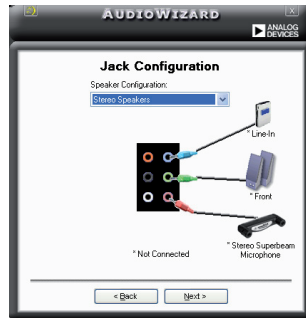 AUDIOWIZARD
X
ANALOG
DEVICES
Jack Configuration
Speaker Configuration:
Stereo Speakers
* Line-In
* Front
* Not Connected
* Stereo Superbeam
Microphone
< Back
Next >